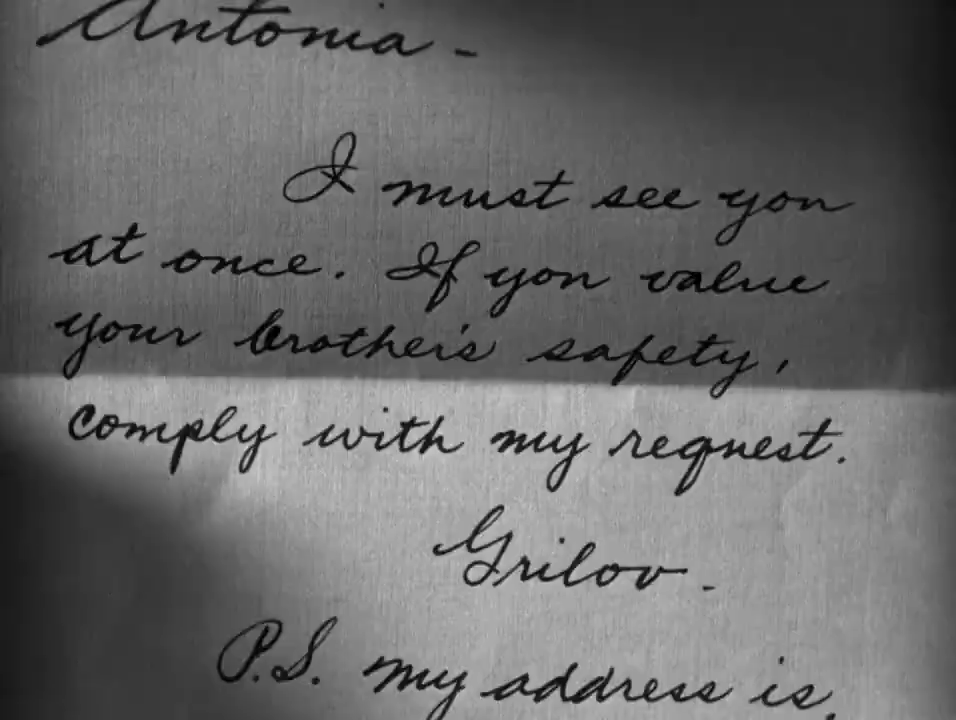 Antonia -
I must see you
at once. If you value
your brother's safety,
comply with my request.
Grilov.
P.S. my address is